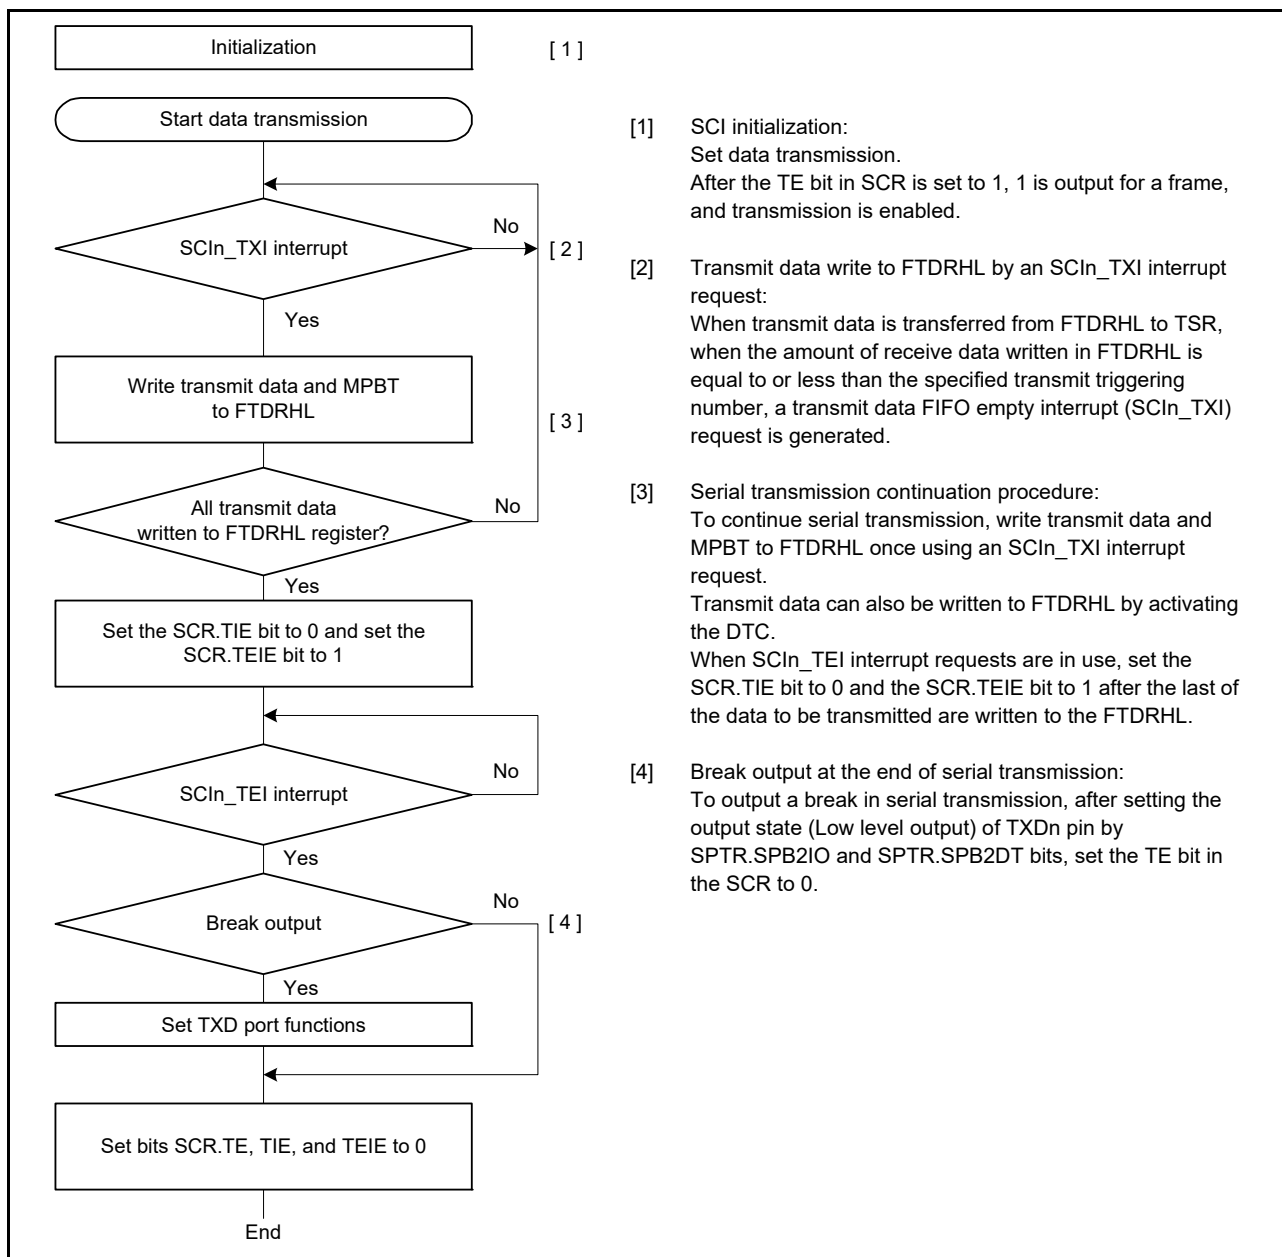 Initialization
[ 1 ]
Start data transmission
No
SCIn_TXI interrupt
[ 2 ]
Yes
Write transmit data and MPBT
to FTDRHL
[ 3 ]
All transmit data
written to FTDRHL register?
No
Yes
Set the SCR.TIE bit to 0 and set the
SCR.TEIE bit to 1
No
SCIn_TEI interrupt
Yes
No
Break output
[ 4 ]
Yes
Set TXD port functions
Set bits SCR.TE, TIE, and TEIE to 0
End
[1] SCI initialization:
Set data transmission.
After the TE bit in SCR is set to 1, 1 is output for a frame,
and transmission is enabled.
[2] Transmit data write to FTDRHL by an SCIn_TXI interrupt
request:
When transmit data is transferred from FTDRHL to TSR,
when the amount of receive data written in FTDRHL is
equal to or less than the specified transmit triggering
number, a transmit data FIFO empty interrupt (SCIn_TXI)
request is generated.
[3] Serial transmission continuation procedure:
To continue serial transmission, write transmit data and
MPBT to FTDRHL once using an SCIn_TXI interrupt
request.
Transmit data can also be written to FTDRHL by activating
the DTC.
When SCIn_TEI interrupt requests are in use, set the
SCR.TIE bit to 0 and the SCR.TEIE bit to 1 after the last of
the data to be transmitted are written to the FTDRHL.
[4] Break output at the end of serial transmission:
To output a break in serial transmission, after setting the
output state (Low level output) of TXDn pin by
SPTR.SPB2IO and SPTR.SPB2DT bits, set the TE bit in
the SCR to 0.